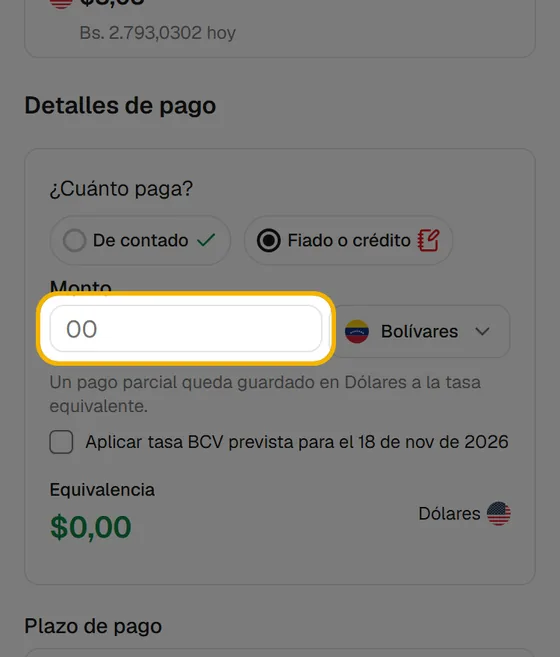 Bs. 2.793,0302 hoy
Detalles de pago
¿Cuánto paga?
De contado
Fiado o crédito
Monto
00
Bolívares
Un pago parcial queda guardado en Dólares a la tasa
equivalente.
Aplicar tasa BCV prevista para el 18 de nov de 2026
Equivalencia
Dólares
$0,00
Plazo de pago